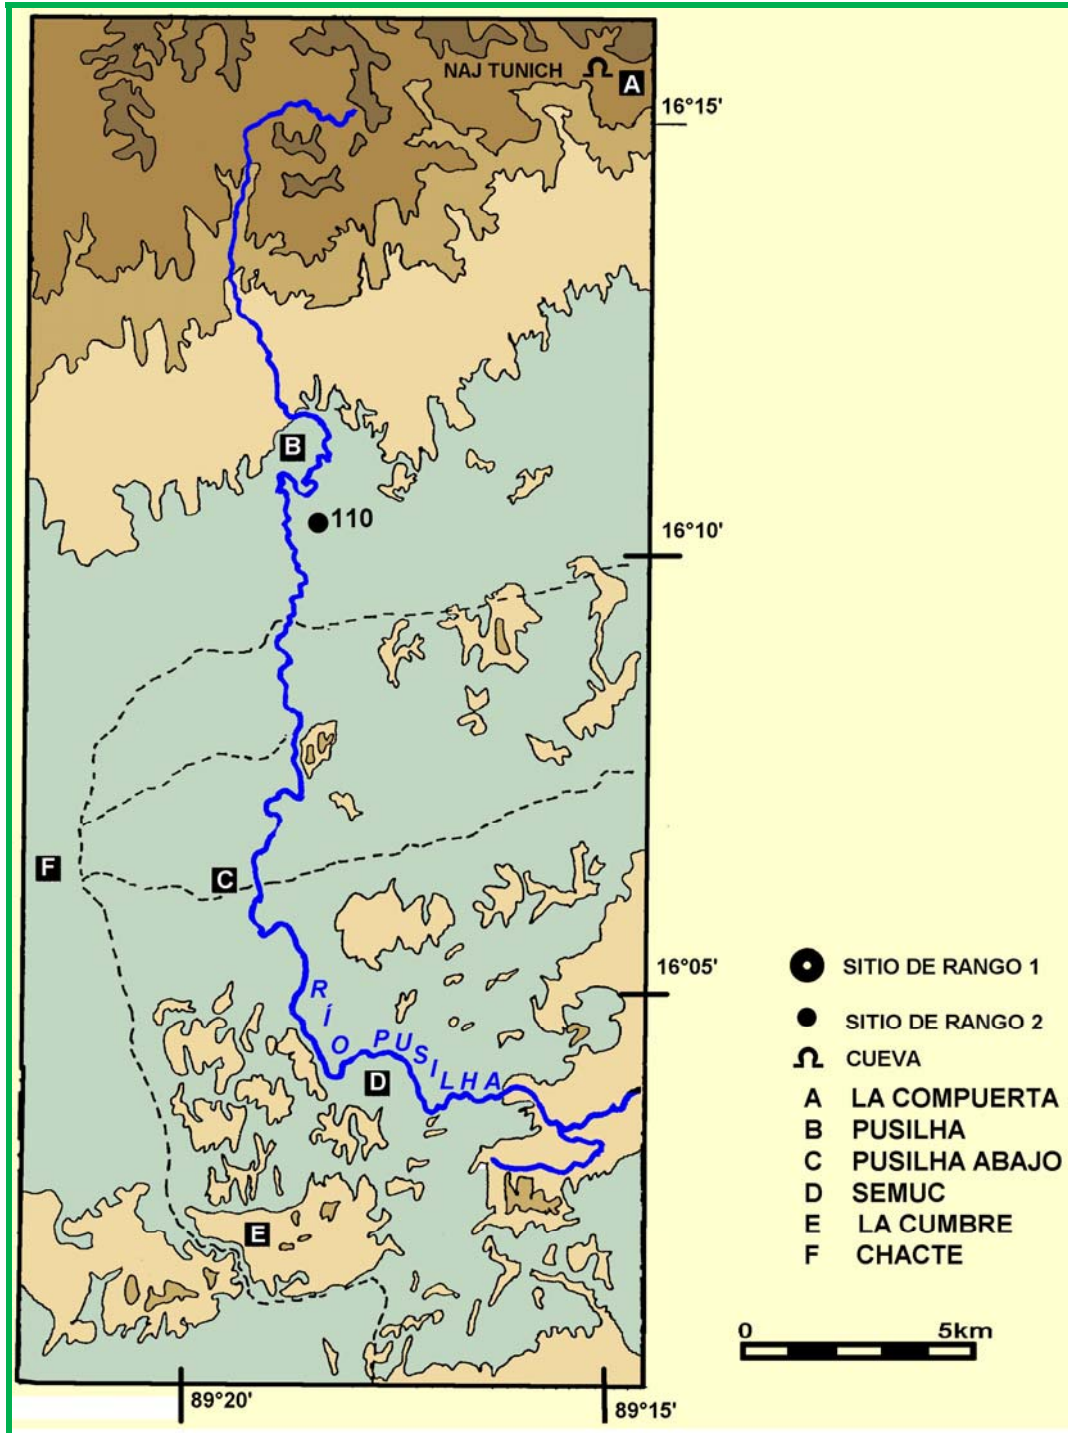 NAJ TUNICH
A
16°15'
B
110
16°10'
F
C
16°05'
RÍO PUSILHA
D
E
89°20'
89°15'
SITIO DE RANGO 1
SITIO DE RANGO 2
CUEVA
A LA COMPUERTA
B PUSILHA
C PUSILHA ABAJO
D SEMUC
E LA CUMBRE
F CHACTE
0 5km